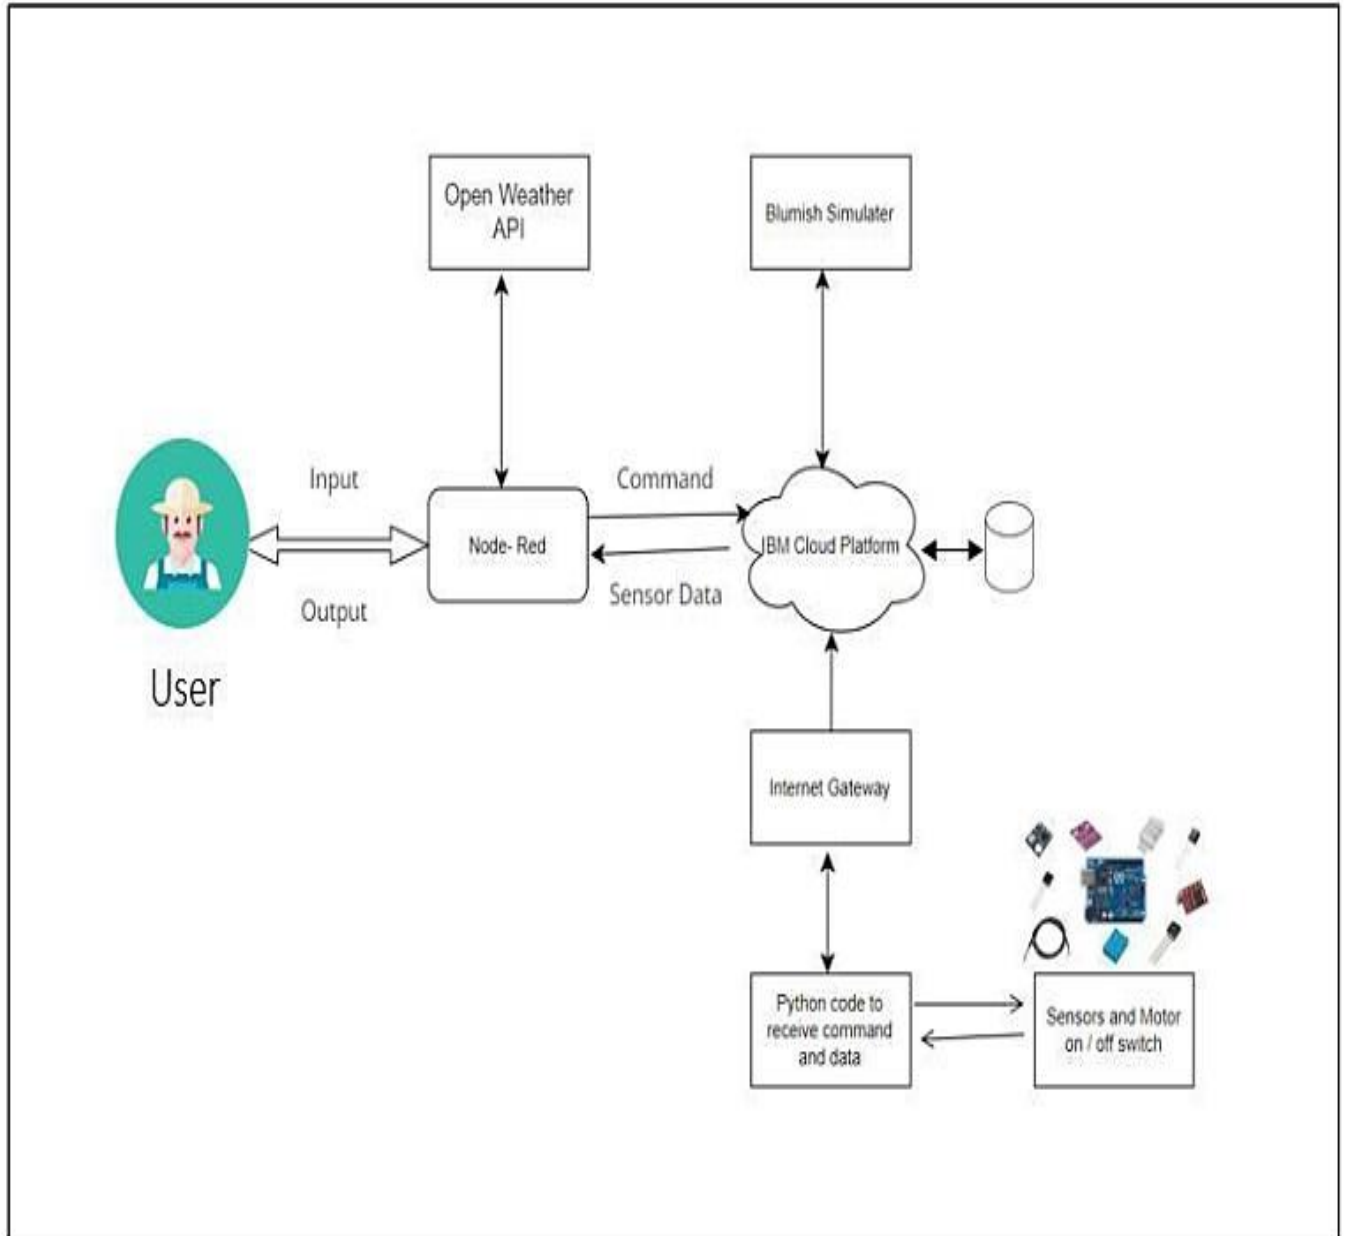 Open Weather
API
Blumish Simulater
Input
Command
Node- Red
IBM Cloud Platform
Output
Sensor Data
User
Internet Gateway
Python code to
receive command
and data
Sensors and Motor
on / off switch